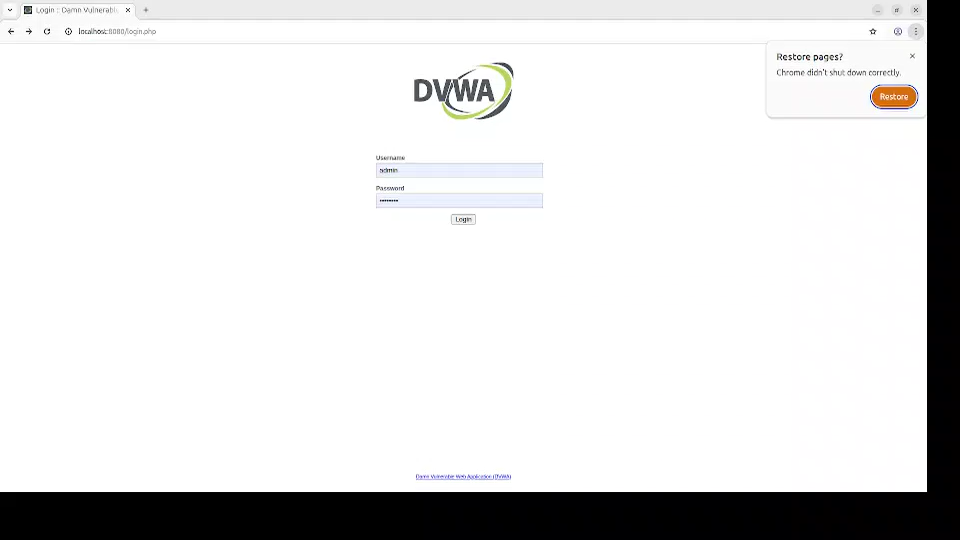 Login :: Damn Vulnerabl
localhost:8080/login.php
Restore pages?
Chrome didn't shut down correctly.
Restore
DVWA
Username
admin
Password
Login
Damn Vulnerable Web Application (DVWA)